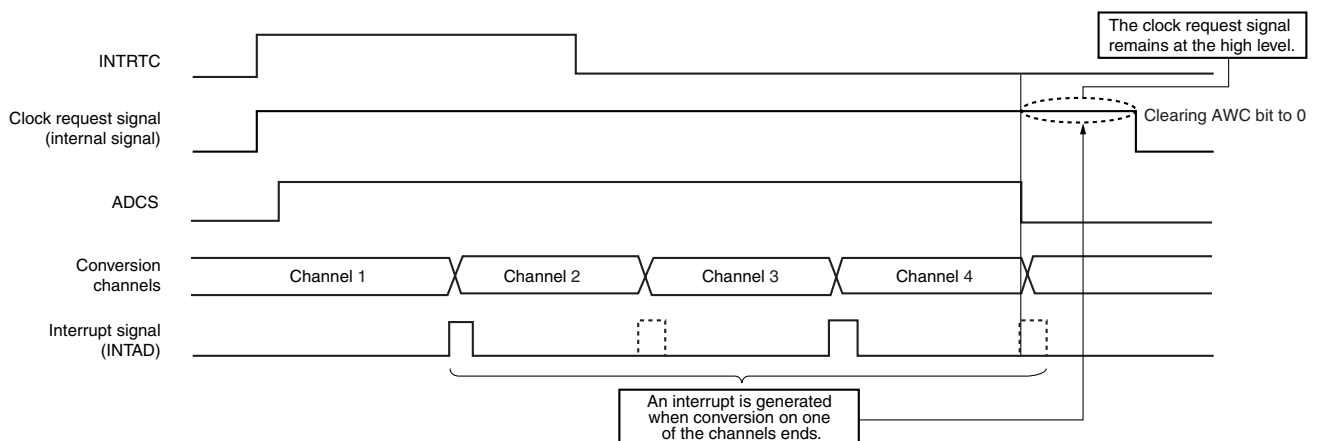 The clock request signal
remains at the high level.
INTRTC
Clock request signal
(internal signal)
Clearing AWC bit to 0
ADCS
Conversion
channels
Channel 1
Channel 2
Channel 3
Channel 4
Interrupt signal
(INTAD)
An interrupt is generated
when conversion on one
of the channels ends.